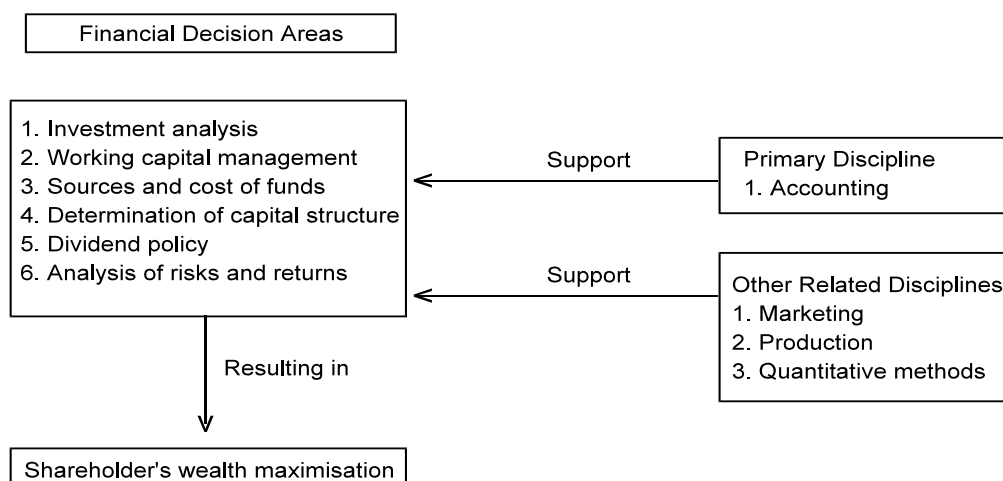 Financial Decision Areas
1. Investment analysis
2. Working capital management
3. Sources and cost of funds
4. Determination of capital structure
5. Dividend policy
6. Analysis of risks and returns
Support
Primary Discipline
1. Accounting
Support
Other Related Disciplines
1. Marketing
2. Production
3. Quantitative methods
Resulting in
Shareholder's wealth maximisation